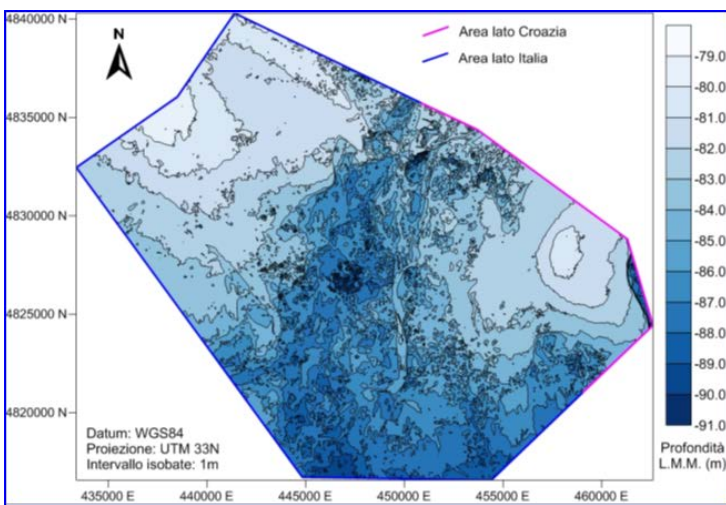 4840000 N
4835000 N
4830000 N
4825000 N
4820000 N
N
Area lato Croazia
Area lato Italia
-79.0
-80.0
-81.0
-82.0
-83.0
-84.0
-85.0
-86.0
-87.0
-88.0
-89.0
-90.0
-91.0
Profondità
L.M.M. (m)
Datum: WGS84
Proiezione: UTM 33N
Intervallo isobate: 1m
435000 E
440000 E
445000 E
450000 E
455000 E
460000 E